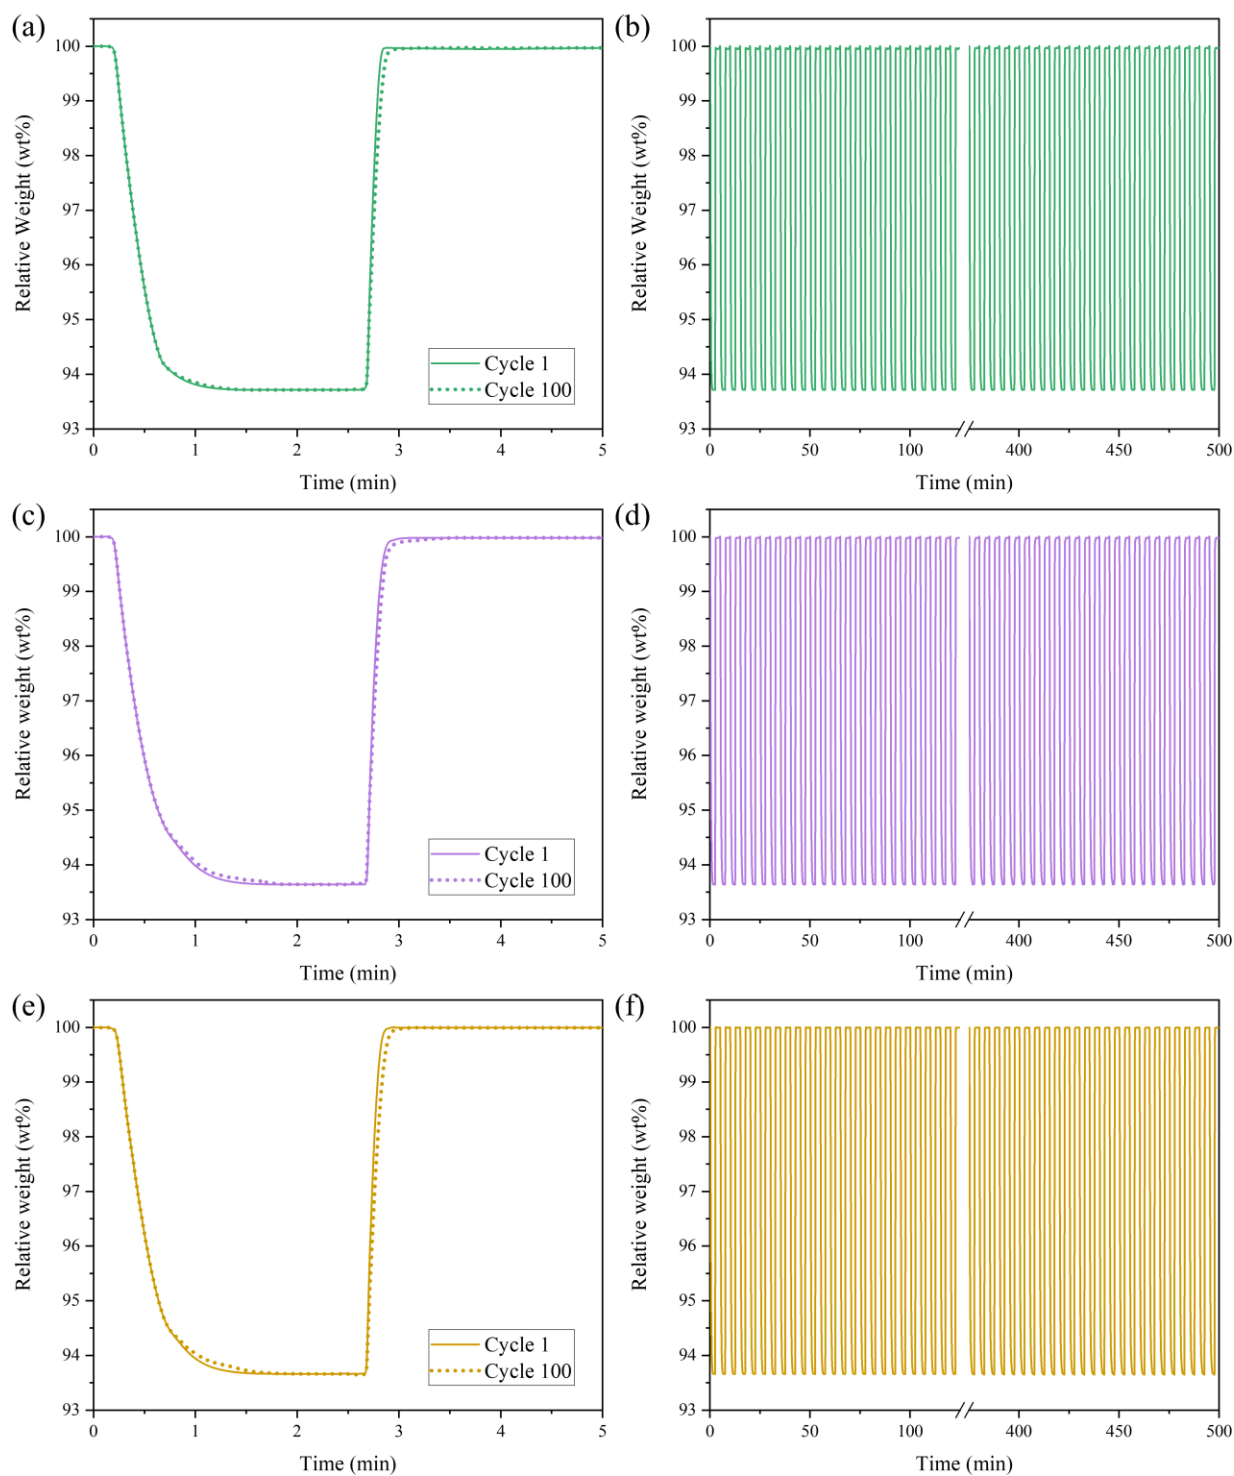 (a)
100
99
98
97
96
95
94
93
Relative Weight (wt%)
Cycle 1
Cycle 100
0 1 2 3 4 5
Time (min)
(b)
100
99
98
97
96
95
94
93
Relative Weight (wt%)
0 50 100 400 450 500
Time (min)
(c)
100
99
98
97
96
95
94
93
Relative weight (wt%)
Cycle 1
Cycle 100
0 1 2 3 4 5
Time (min)
(d)
100
99
98
97
96
95
94
93
Relative weight (wt%)
0 50 100 400 450 500
Time (min)
(e)
100
99
98
97
96
95
94
93
Relative weight (wt%)
Cycle 1
Cycle 100
0 1 2 3 4 5
Time (min)
(f)
100
99
98
97
96
95
94
93
Relative weight (wt%)
0 50 100 400 450 500
Time (min)